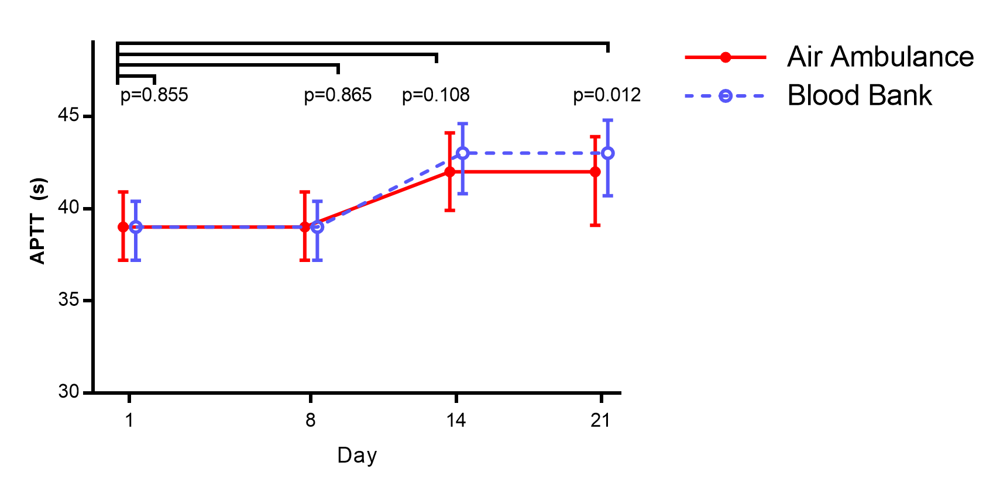 Air Ambulance
Blood Bank
p=0.855 p=0.865 p=0.108 p=0.012
45
40
35
30
APTT (s)
1 8 14 21
Day